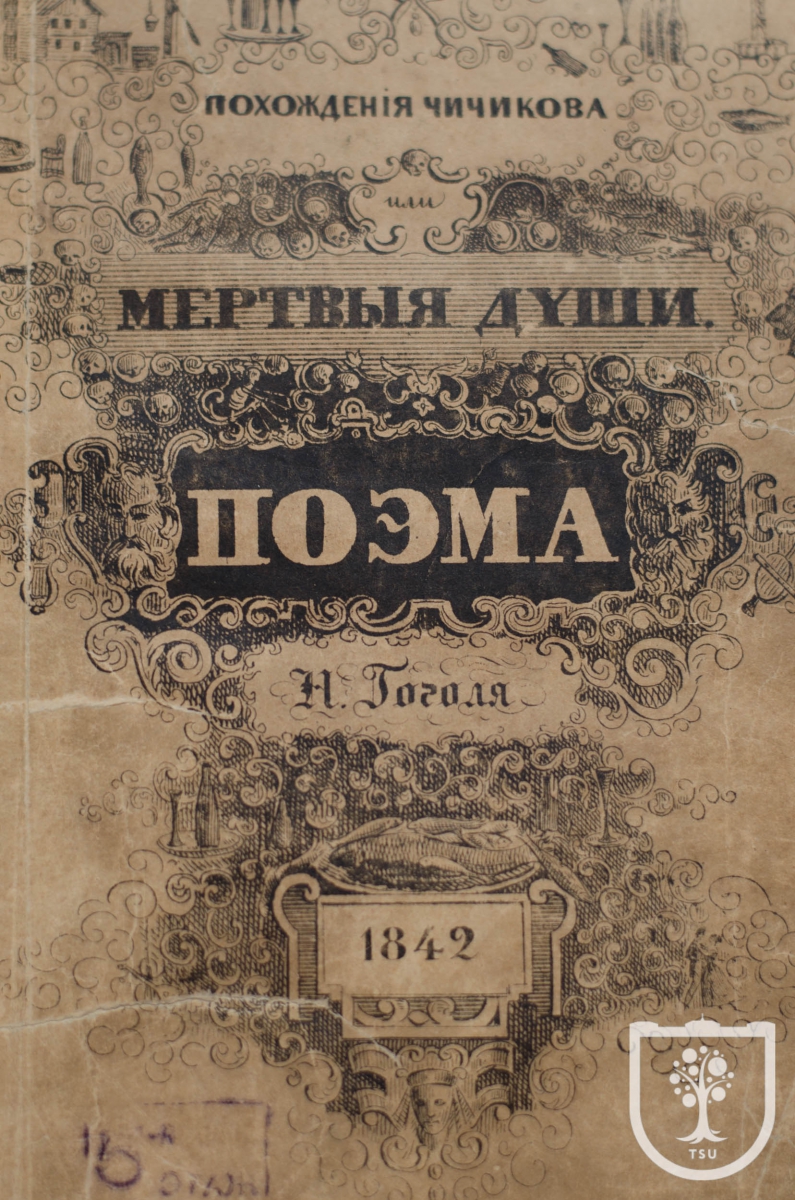 ПОХОЖДЕНІЯ ЧИЧИКОВА
или
МЕРТВЫЯ ДУШИ.
ПОЭМА
Н. Гоголя
1842
TSU